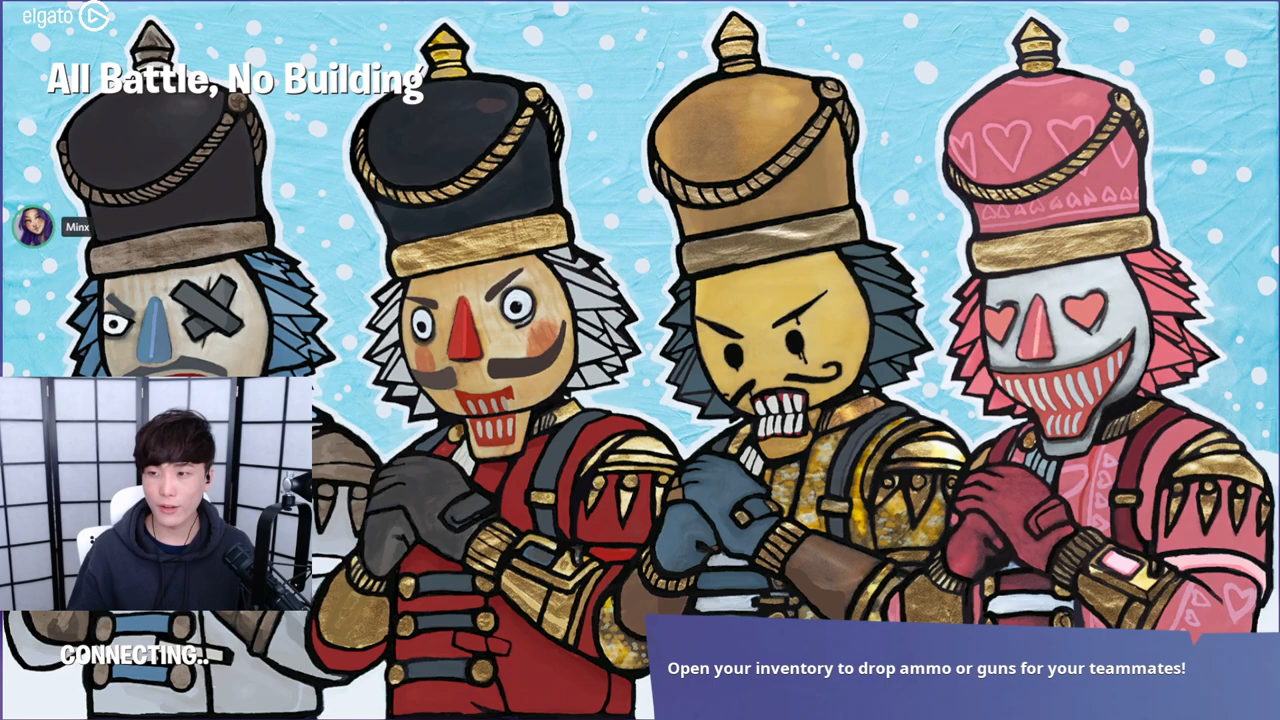 elgato
All Battle, No Building
Minx
CONNECTING..
Open your inventory to drop ammo or guns for your teammates!